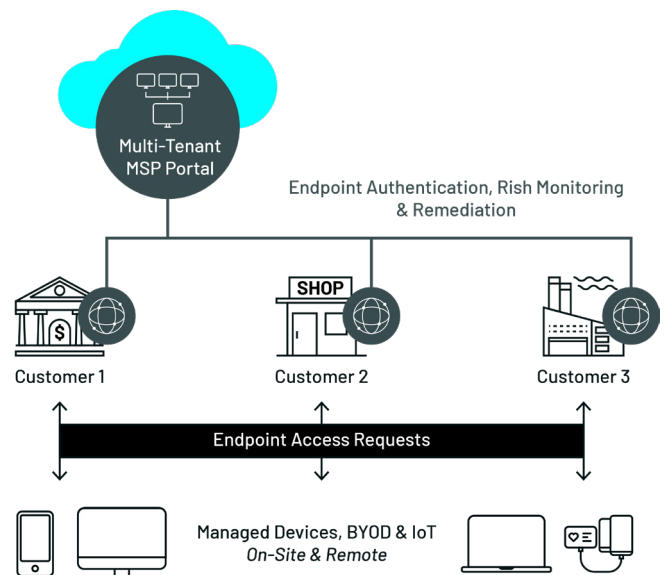 Multi-Tenant
MSP Portal
Endpoint Authentication, Rish Monitoring
& Remediation
$
SHOP
Customer 1
Customer 2
Customer 3
Endpoint Access Requests
Managed Devices, BYOD & IoT
On-Site & Remote